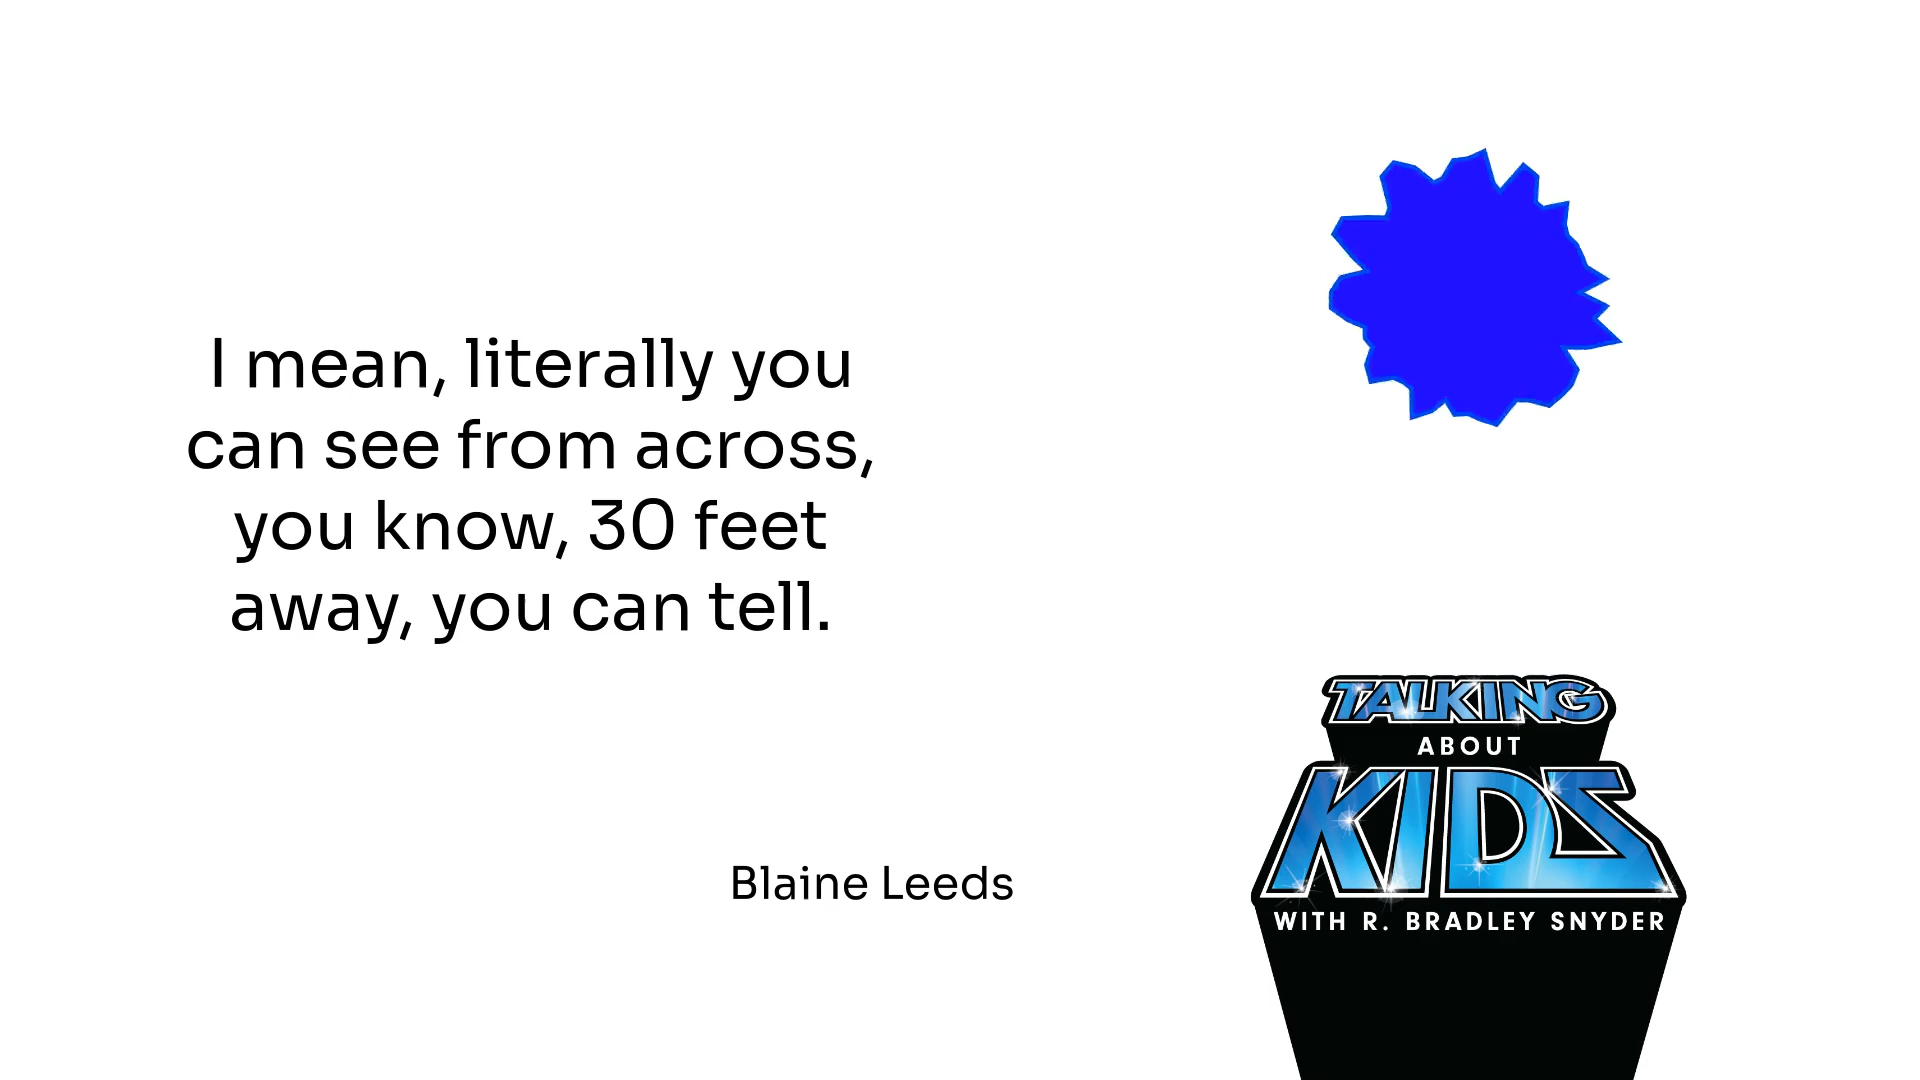 I mean, literally you
can see from across,
you know, 30 feet
away, you can tell.
Blaine Leeds
TALKING
ABOUT
KIDS
WITH R. BRADLEY SNYDER